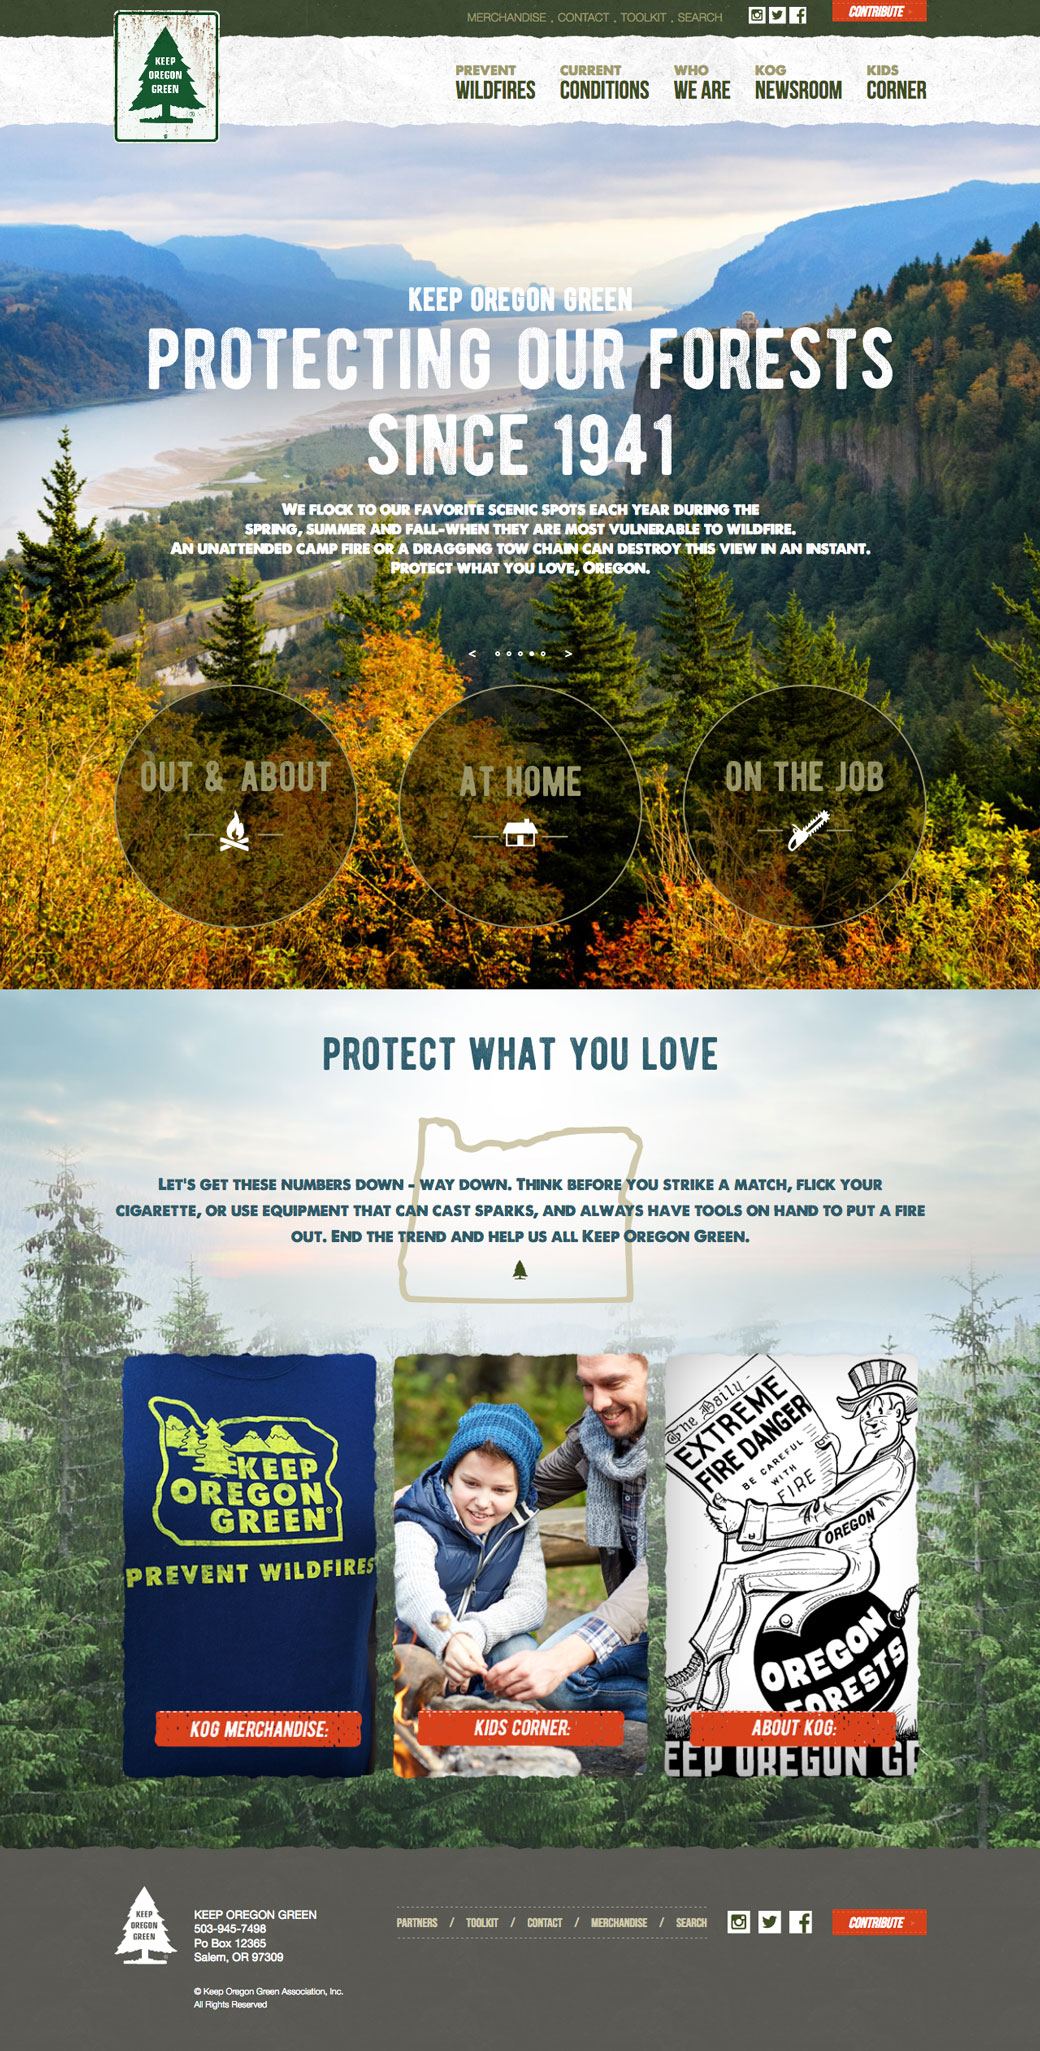 MERCHANDISE . CONTACT . TOOLKIT . SEARCH
CONTRIBUTE >
KEEP
OREGON
GREEN
PREVENT
WILDFIRES
CURRENT
CONDITIONS
WHO
WE ARE
KOG
NEWSROOM
KIDS
CORNER
KEEP OREGON GREEN
PROTECTING OUR FORESTS
SINCE 1941
WE FLOCK TO OUR FAVORITE SCENIC SPOTS EACH YEAR DURING THE
SPRING, SUMMER AND FALL-WHEN THEY ARE MOST VULNERABLE TO WILDFIRE.
AN UNATTENDED CAMP FIRE OR A DRAGGING TOW CHAIN CAN DESTROY THIS VIEW IN AN INSTANT.
PROTECT WHAT YOU LOVE, OREGON.
< >
OUT & ABOUT
AT HOME
ON THE JOB
PROTECT WHAT YOU LOVE
LET'S GET THESE NUMBERS DOWN - WAY DOWN. THINK BEFORE YOU STRIKE A MATCH, FLICK YOUR
CIGARETTE, OR USE EQUIPMENT THAT CAN CAST SPARKS, AND ALWAYS HAVE TOOLS ON HAND TO PUT A FIRE
OUT. END THE TREND AND HELP US ALL KEEP OREGON GREEN.
KEEP
OREGON
GREEN®
PREVENT WILDFIRES
KOG MERCHANDISE:
KIDS CORNER:
The Daily -
EXTREME
FIRE DANGER
BE CAREFUL
WITH
FIRE
OREGON
OREGON
FORESTS
ABOUT KOG:
EEP OREGON GR
KEEP
OREGON
GREEN
KEEP OREGON GREEN
503-945-7498
Po Box 12365
Salem, OR 97309
© Keep Oregon Green Association, Inc.
All Rights Reserved
PARTNERS / TOOLKIT / CONTACT / MERCHANDISE / SEARCH
CONTRIBUTE >